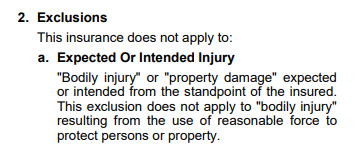 2. Exclusions
This insurance does not apply to:
a. Expected Or Intended Injury
"Bodily injury" or "property damage" expected
or intended from the standpoint of the insured.
This exclusion does not apply to "bodily injury"
resulting from the use of reasonable force to
protect persons or property.